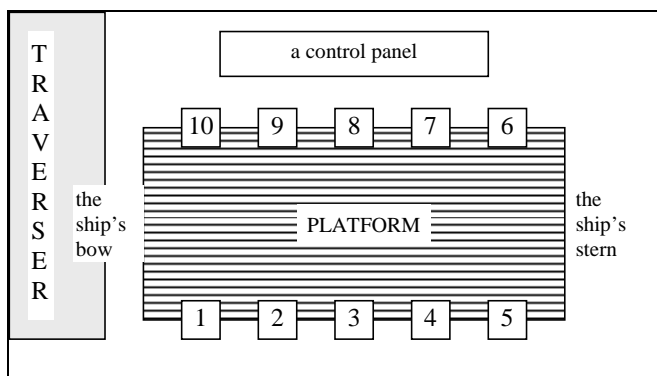 TRAVERSER
a control panel
10 9 8 7 6
the
ship's
bow
PLATFORM
the
ship's
stern
1 2 3 4 5